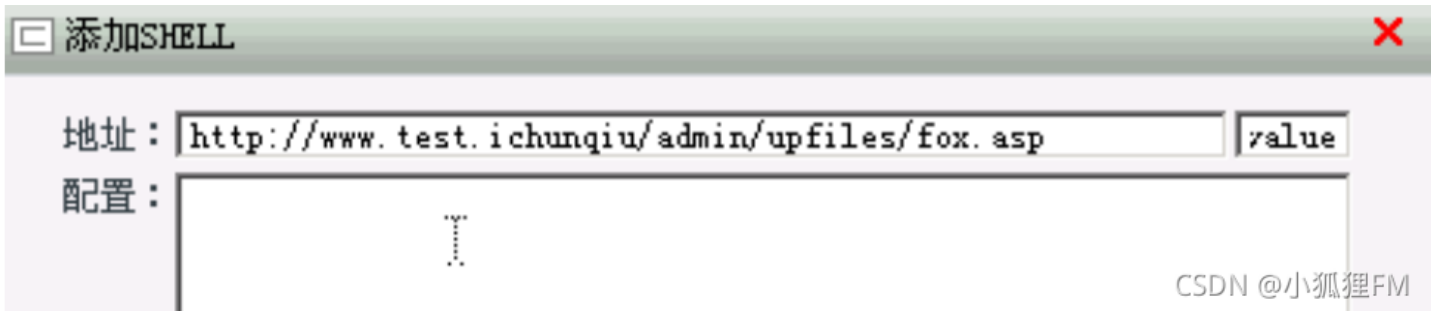 添加SHELL
地址：http://www.test.ichunqiu/admin/upfiles/fox.asp value
配置：
CSDN @小狐狸FM